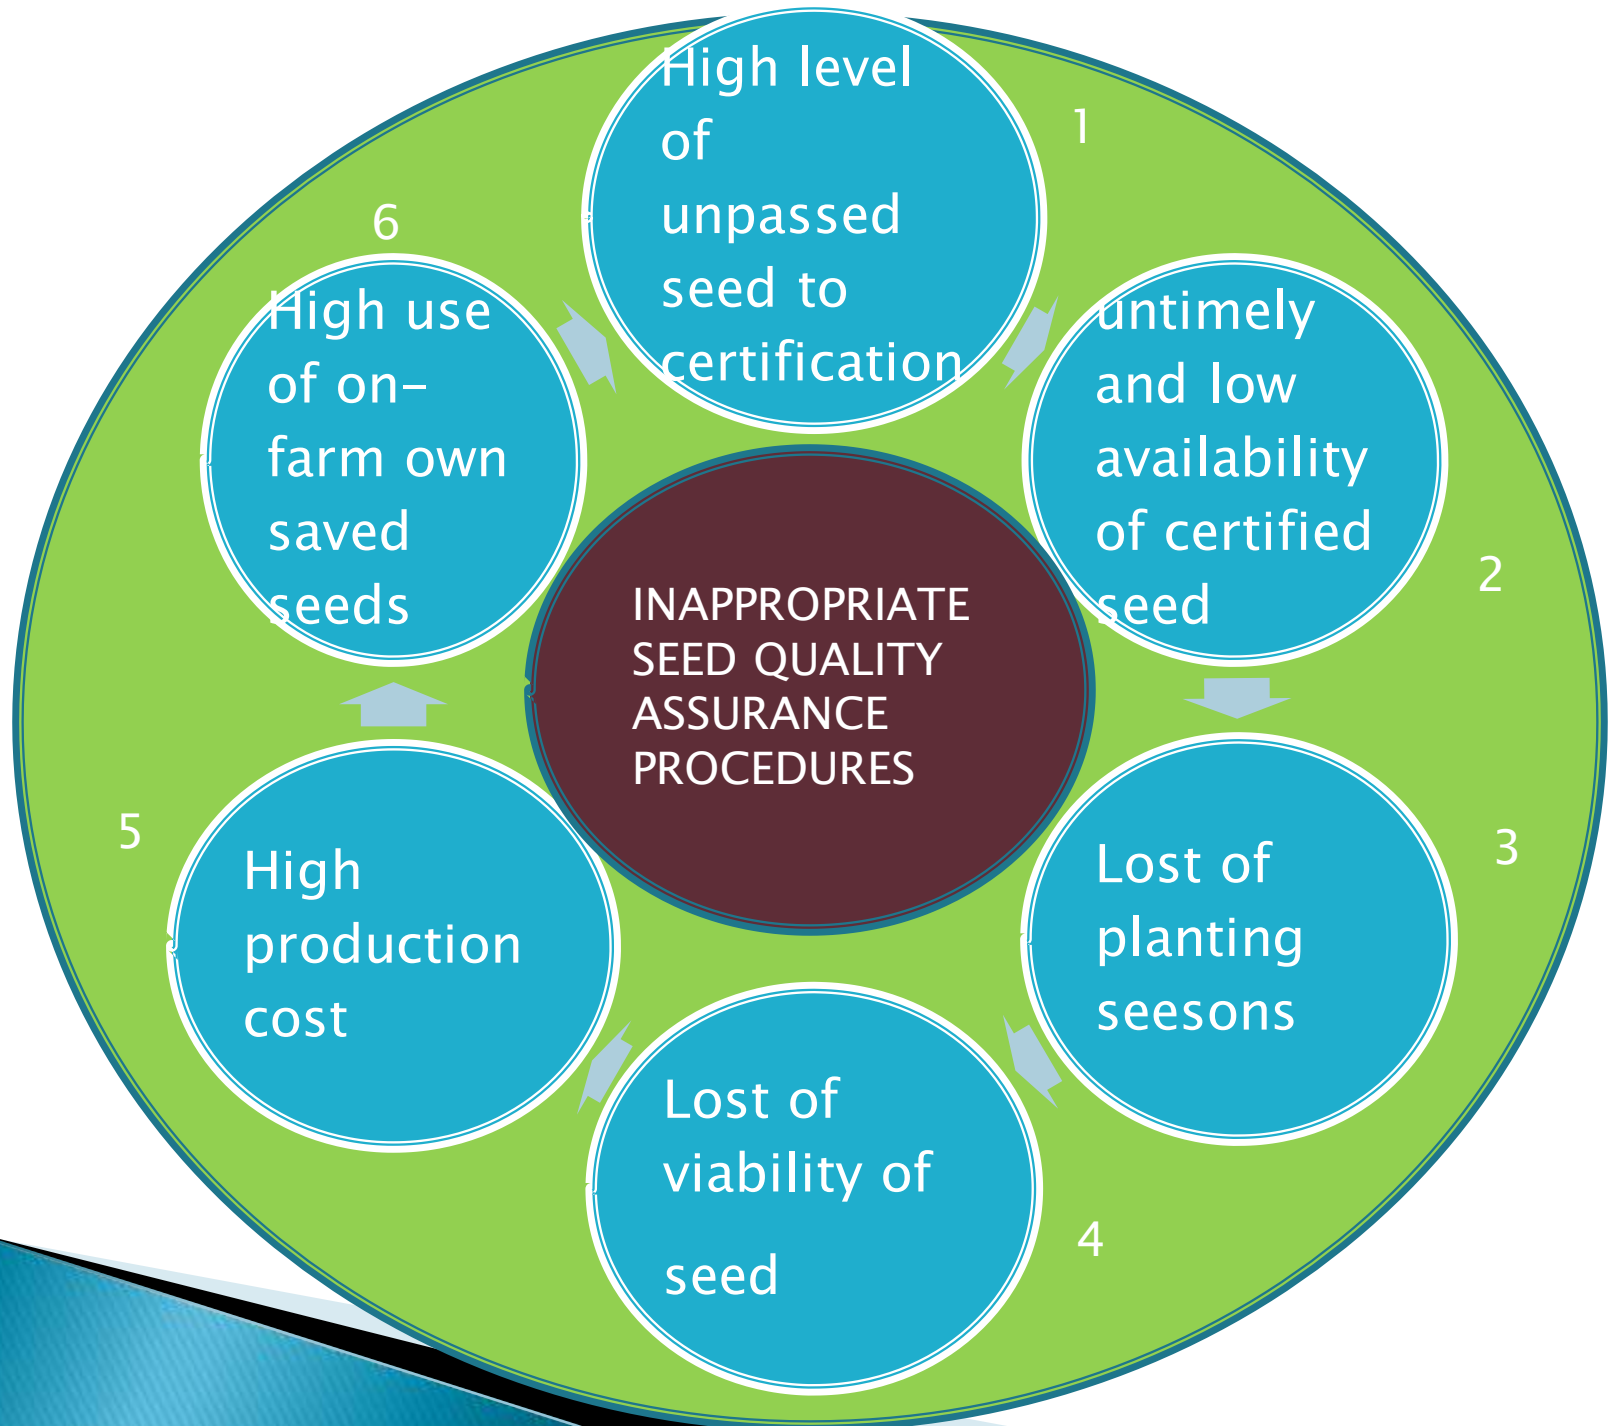 High level
of
unpassed
seed to
certification
1
untimely
and low
availability
of certified
seed
2
Lost of
planting
seesons
3
Lost of
viability of
seed
4
High
production
cost
5
High use
of on-
farm own
saved
seeds
6
INAPPROPRIATE
SEED QUALITY
ASSURANCE
PROCEDURES